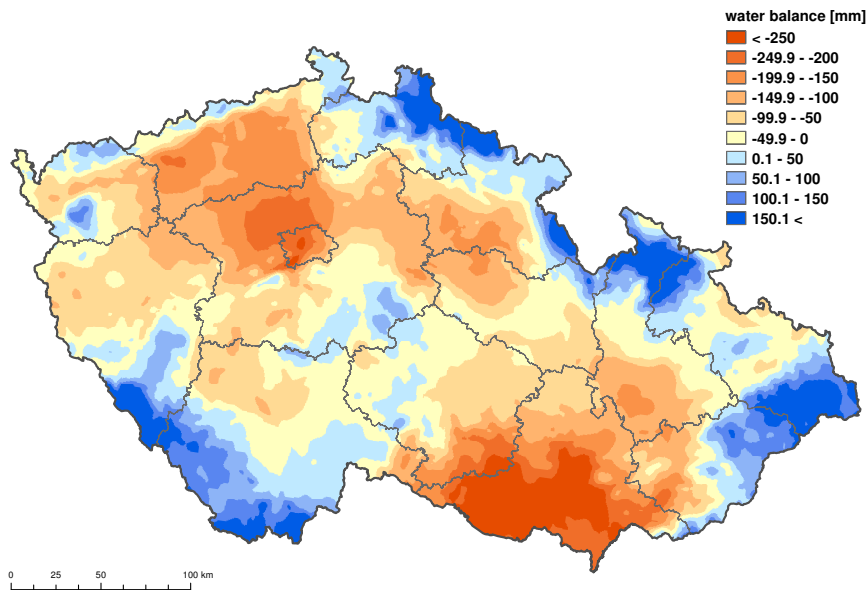 water balance [mm]
< -250
-249.9 - -200
-199.9 - -150
-149.9 - -100
-99.9 - -50
-49.9 - 0
0.1 - 50
50.1 - 100
100.1 - 150
150.1 <
0 25 50 100 km